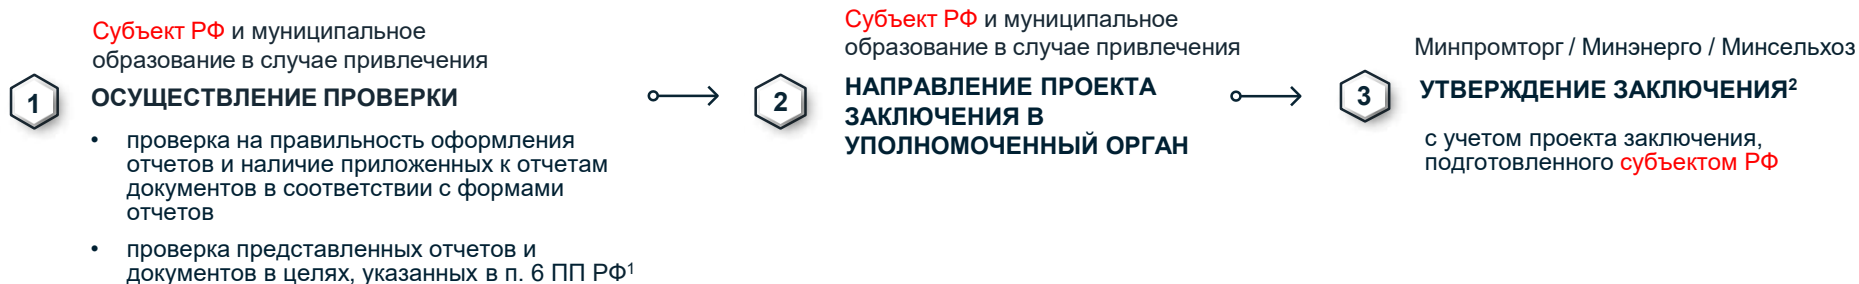 Субъект РФ и муниципальное
образование в случае привлечения
1
ОСУЩЕСТВЛЕНИЕ ПРОВЕРКИ
• проверка на правильность оформления
отчетов и наличие приложенных к отчетам
документов в соответствии с формами
отчетов
• проверка представленных отчетов и
документов в целях, указанных в п. 6 ПП РФ¹
Субъект РФ и муниципальное
образование в случае привлечения
2
НАПРАВЛЕНИЕ ПРОЕКТА
ЗАКЛЮЧЕНИЯ В
УПОЛНОМОЧЕННЫЙ ОРГАН
Минпромторг / Минэнерго / Минсельхоз
3
УТВЕРЖДЕНИЕ ЗАКЛЮЧЕНИЯ²
с учетом проекта заключения,
подготовленного субъектом РФ